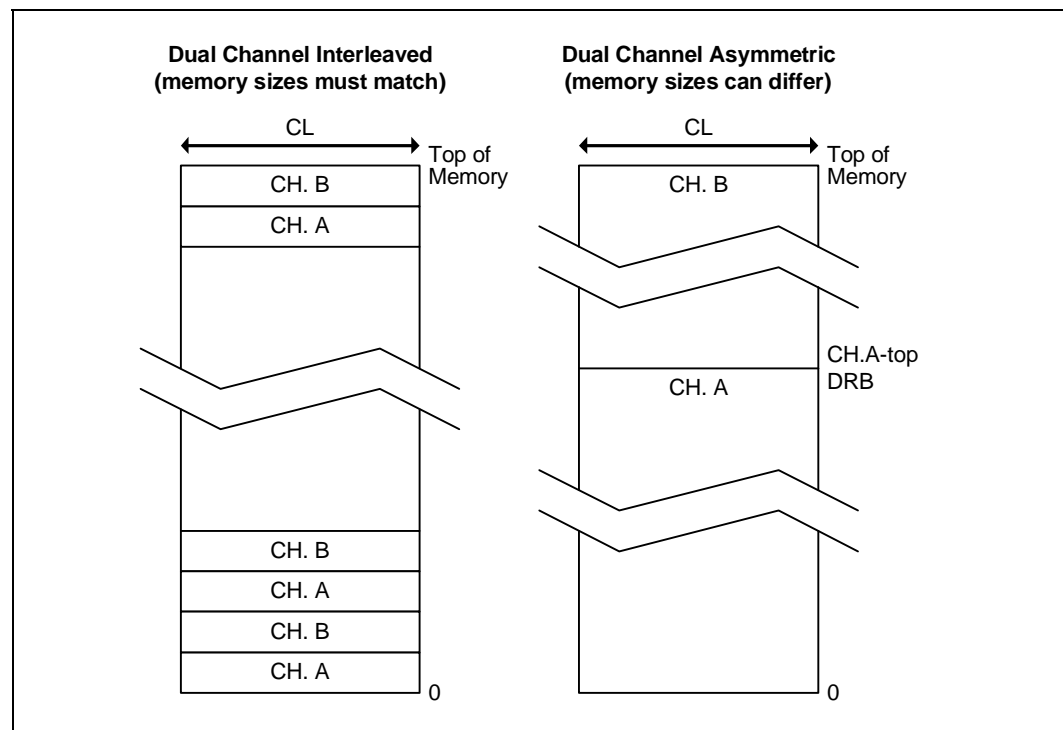 Dual Channel Interleaved
(memory sizes must match)
CL
Top of
Memory
CH. B
CH. A
CH. B
CH. A
CH. B
CH. A
0
Dual Channel Asymmetric
(memory sizes can differ)
CL
Top of
Memory
CH. B
CH.A-top
DRB
CH. A
0